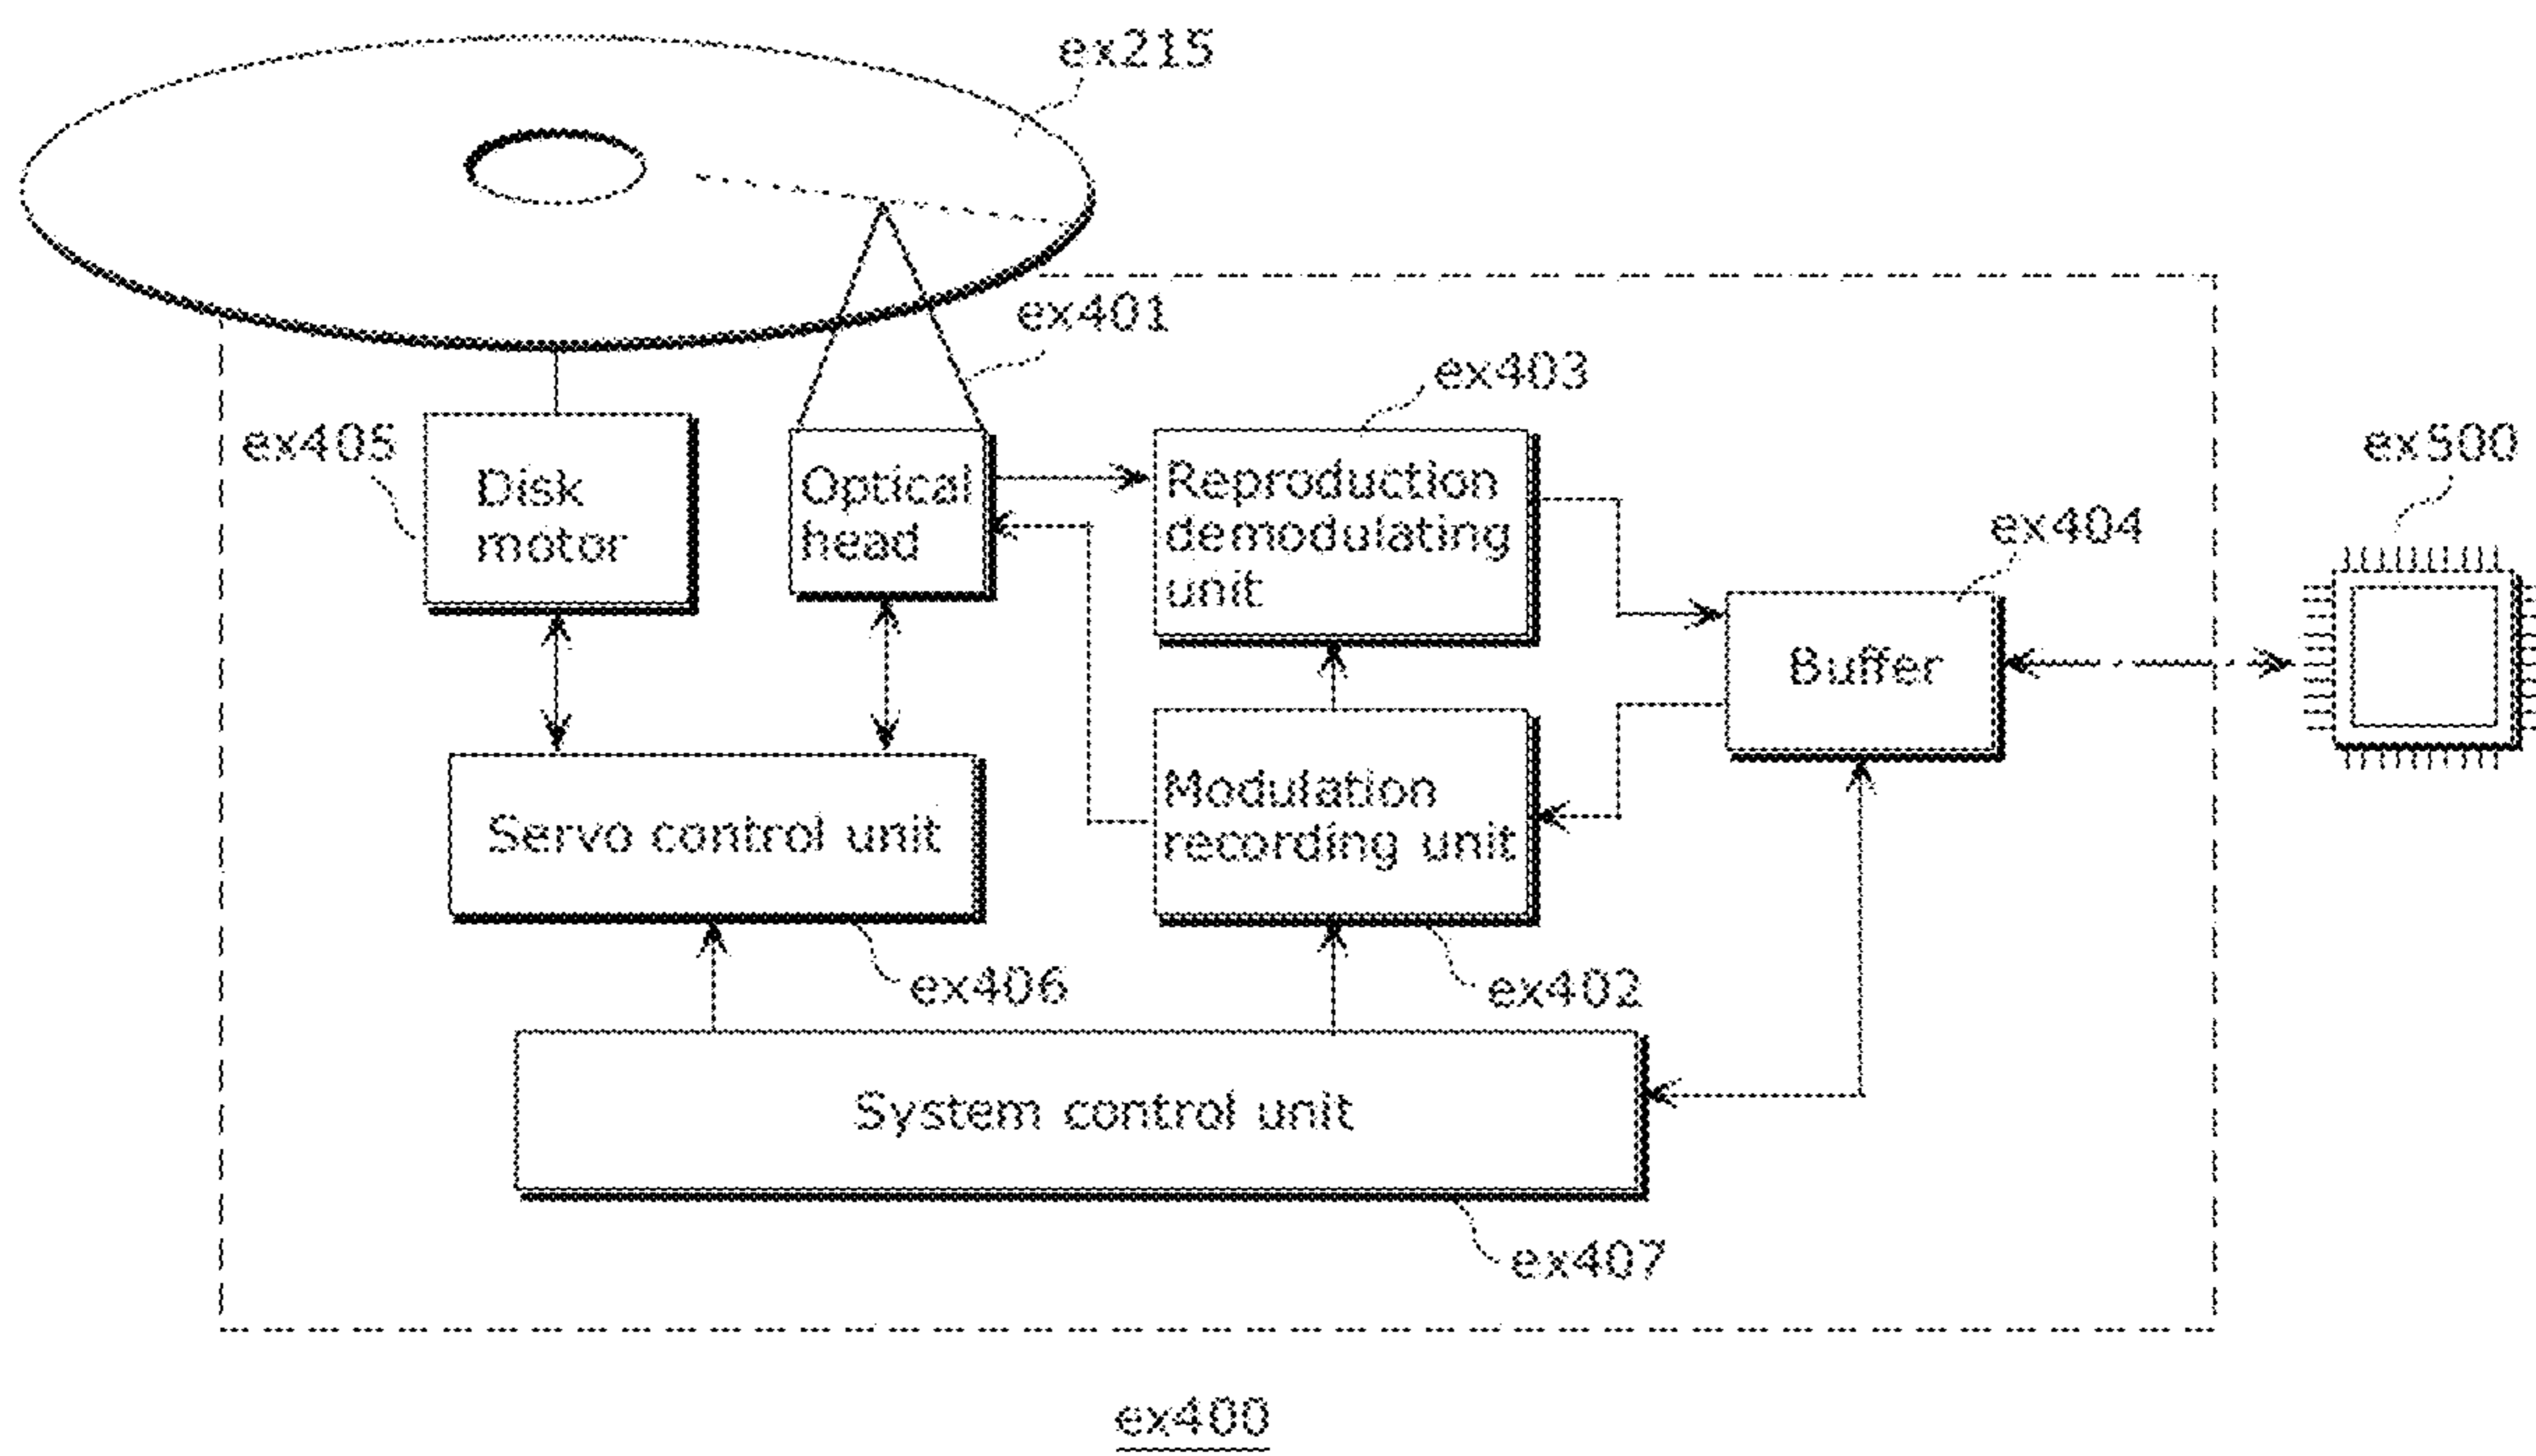 ex215
ex401
ex403
ex405
ex500
Disk
motor
Optical
head
Reproduction
demodulating
unit
ex404
Buffer
Servo control unit
Modulation
recording unit
ex406
ex402
System control unit
ex407
ex400